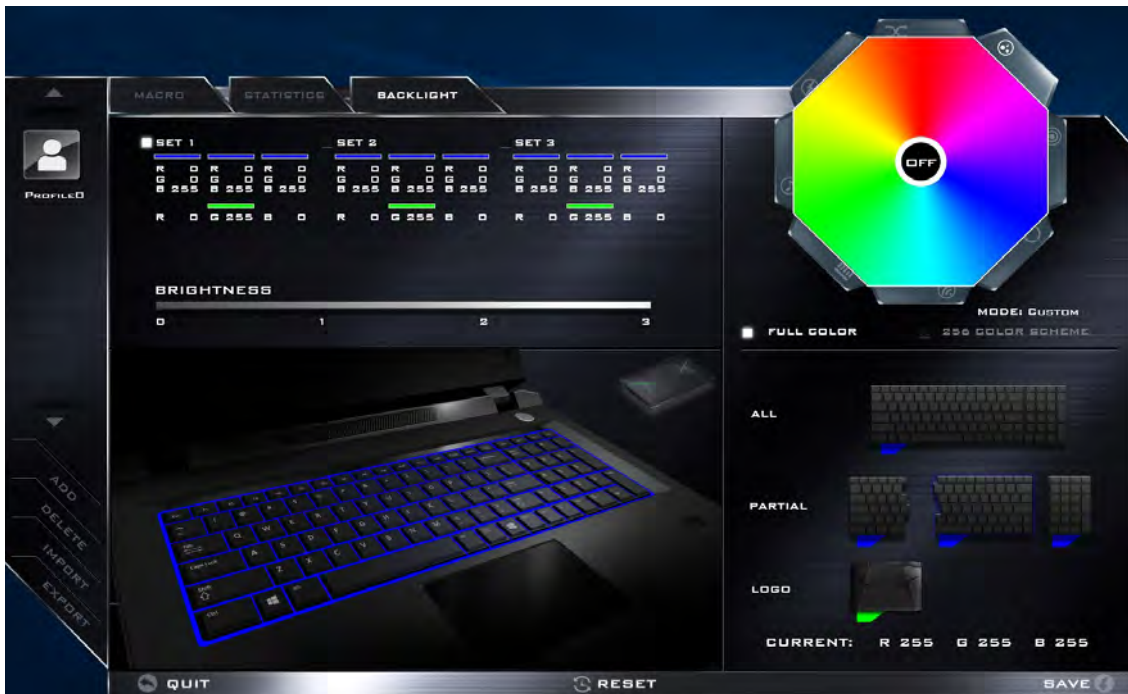 MACRO STATISTICS BACKLIGHT
OFF
PROFILE0
SET 1 SET 2 SET 3
R 0 R 0 R 0 R 0 R 0 R 0 R 0 R 0 R 0
G 0 G 0 G 0 G 0 G 0 G 0 G 0 G 0 G 0
B 255 B 255 B 255 B 255 B 255 B 255 B 255 B 255 B 255
R 0 G 255 B 0 R 0 G 255 B 0 R 0 G 255 B 0
BRIGHTNESS
0 1 2 3
MODE: CUSTOM
FULL COLOR 256 COLOR SCHEME
ALL
PARTIAL
LOGO
CURRENT: R 255 G 255 B 255
ADD
DELETE
IMPORT
EXPORT
QUIT RESET SAVE